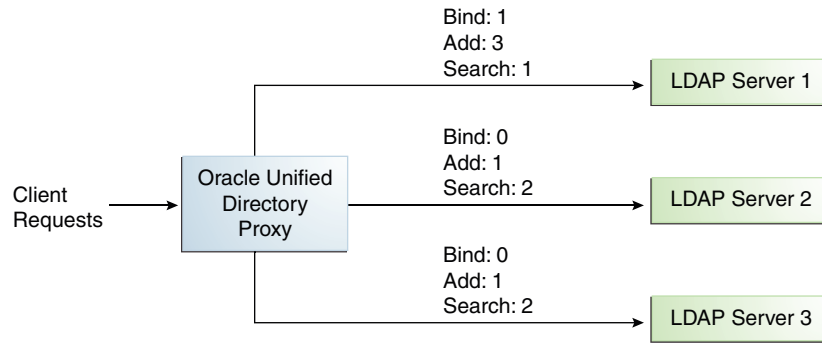 Bind: 1
Add: 3
Search: 1
LDAP Server 1
Client
Requests
Oracle Unified
Directory
Proxy
Bind: 0
Add: 1
Search: 2
LDAP Server 2
Bind: 0
Add: 1
Search: 2
LDAP Server 3